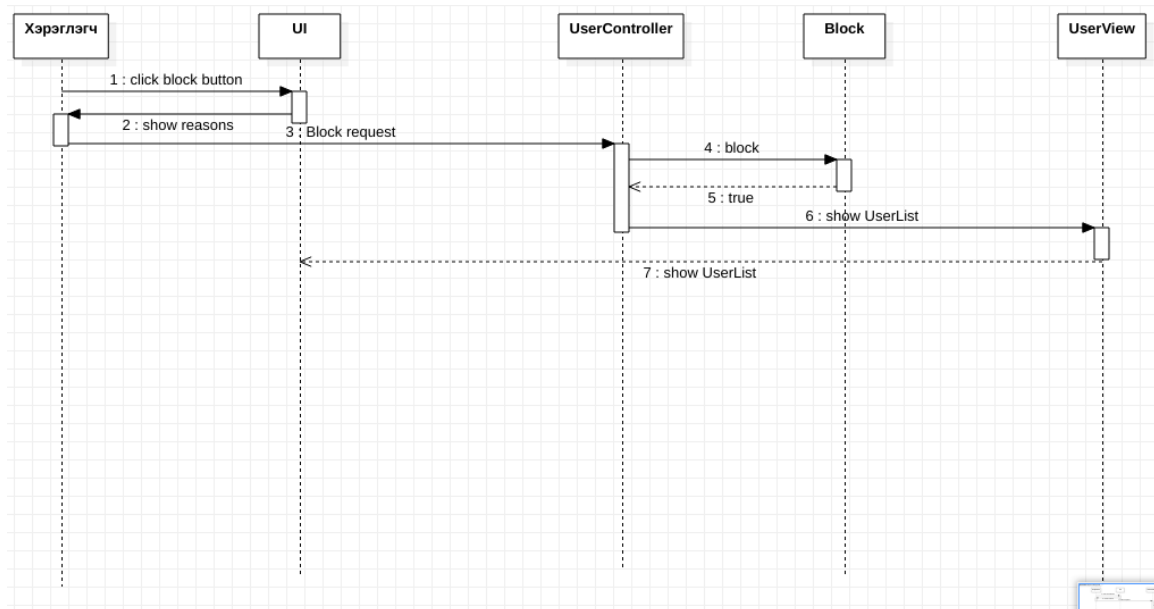 Хэрэглэгч
UI
UserController
Block
UserView
1 : click block button
2 : show reasons
3 : Block request
4 : block
5 : true
6 : show UserList
7 : show UserList